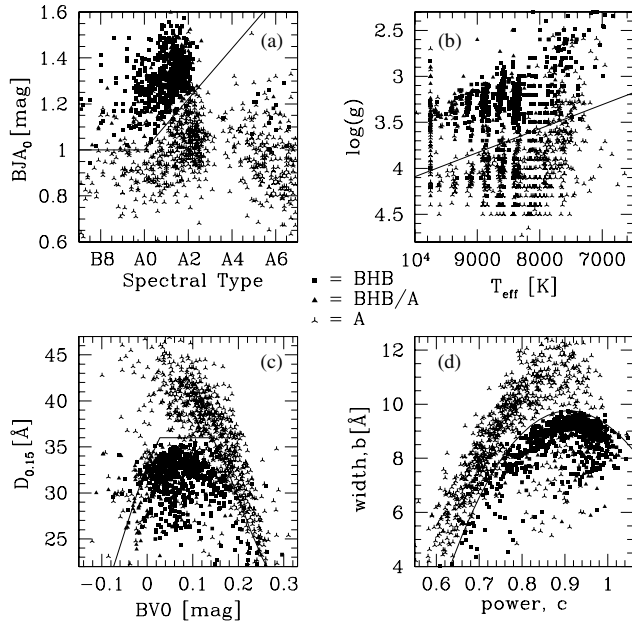 1.6
1.4
1.2
1
0.8
0.6
BJA0 [mag]
(a)
B8 A0 A2 A4 A6
Spectral Type
2.5
3
3.5
4
4.5
log(g)
(b)
10⁴ 9000 8000 7000
Teff [K]
= BHB
= BHB/A
= A
45
40
35
30
25
D0.15 [Å]
(c)
−0.1 0 0.1 0.2 0.3
BV0 [mag]
12
10
8
6
4
width, b [Å]
(d)
0.6 0.7 0.8 0.9 1
power, c